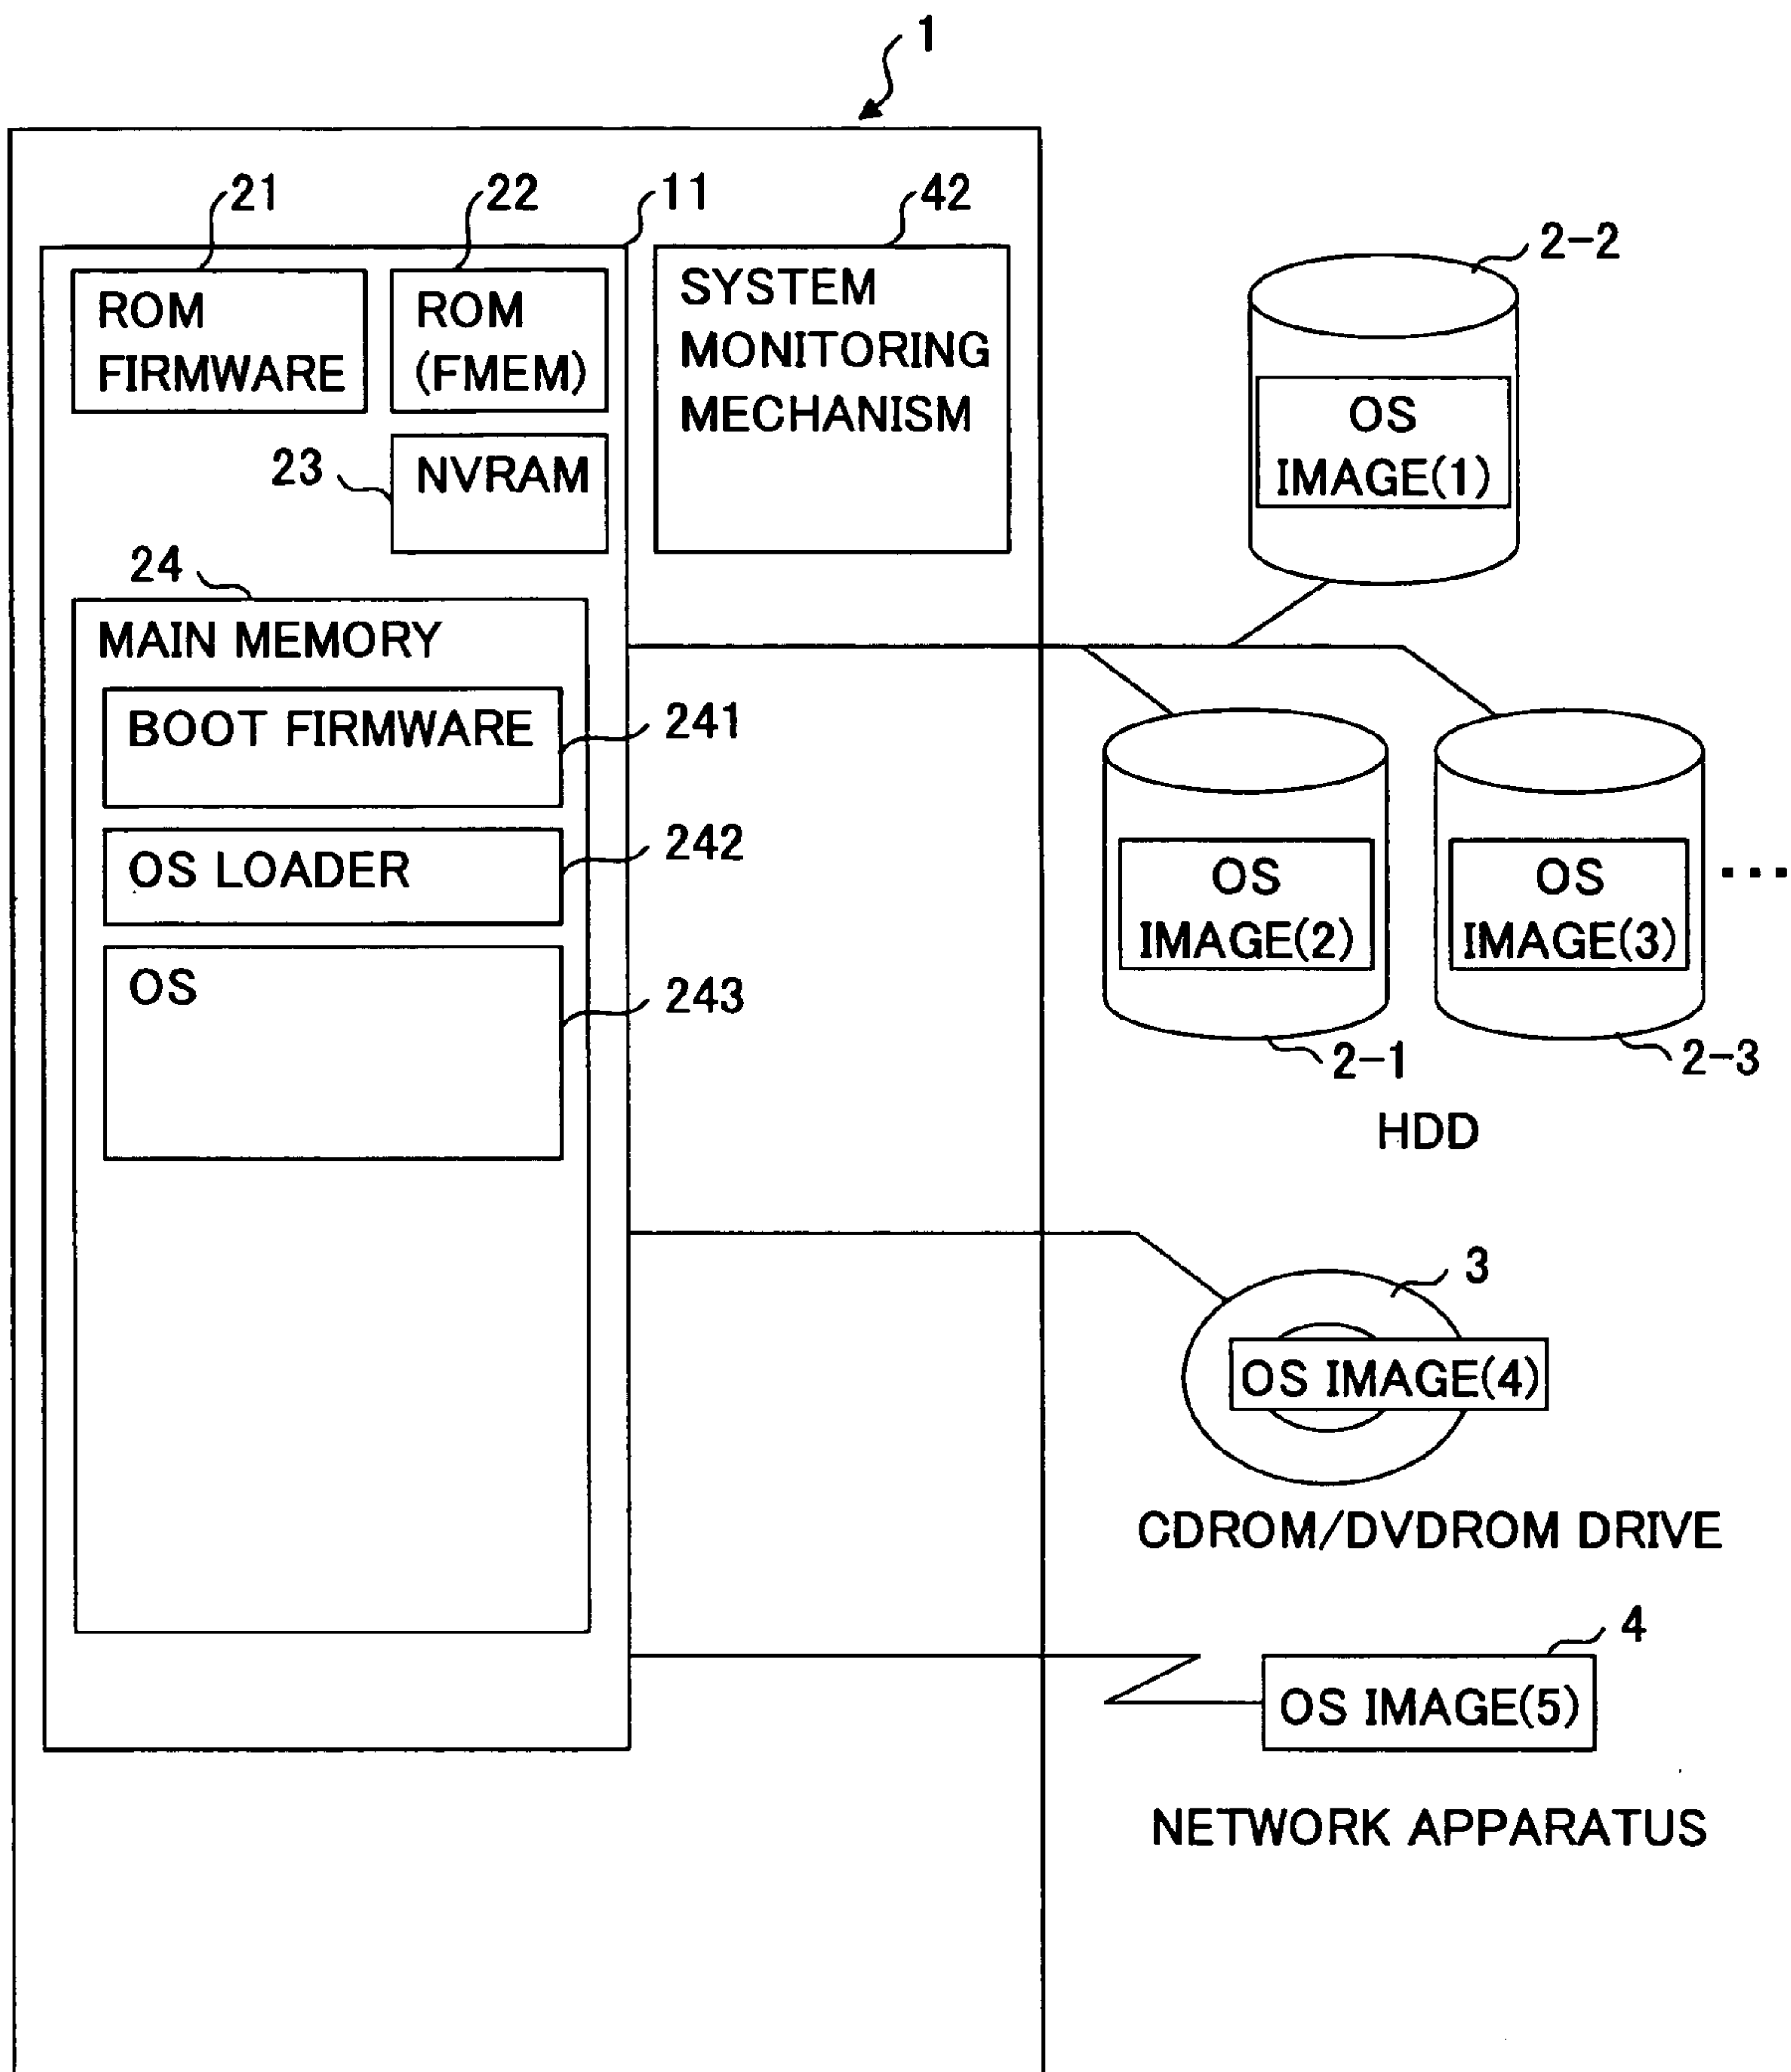 1
21
22
11
42
ROM
FIRMWARE
ROM
(FMEM)
SYSTEM
MONITORING
MECHANISM
23
NVRAM
24
MAIN MEMORY
BOOT FIRMWARE
241
OS LOADER
242
OS
243
2-2
OS
IMAGE(1)
OS
IMAGE(2)
OS
IMAGE(3)
...
2-1
2-3
HDD
3
OS IMAGE(4)
CDROM/DVDROM DRIVE
4
OS IMAGE(5)
NETWORK APPARATUS